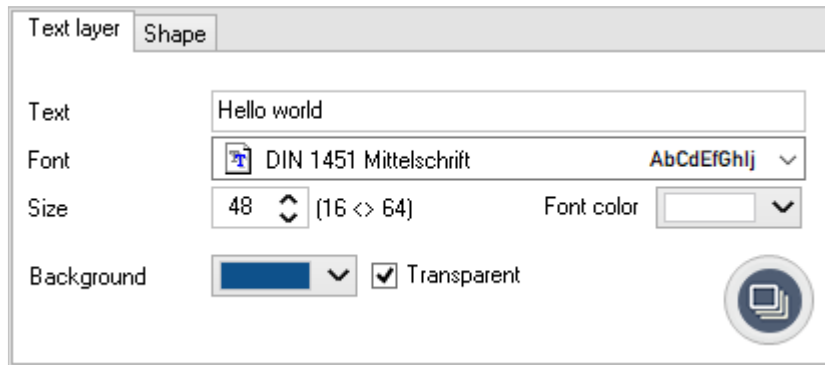 Text layer Shape
Text Hello world
Font DIN 1451 Mittelschrift AbCdEfGhIj
Size 48 (16 <> 64) Font color
Background Transparent